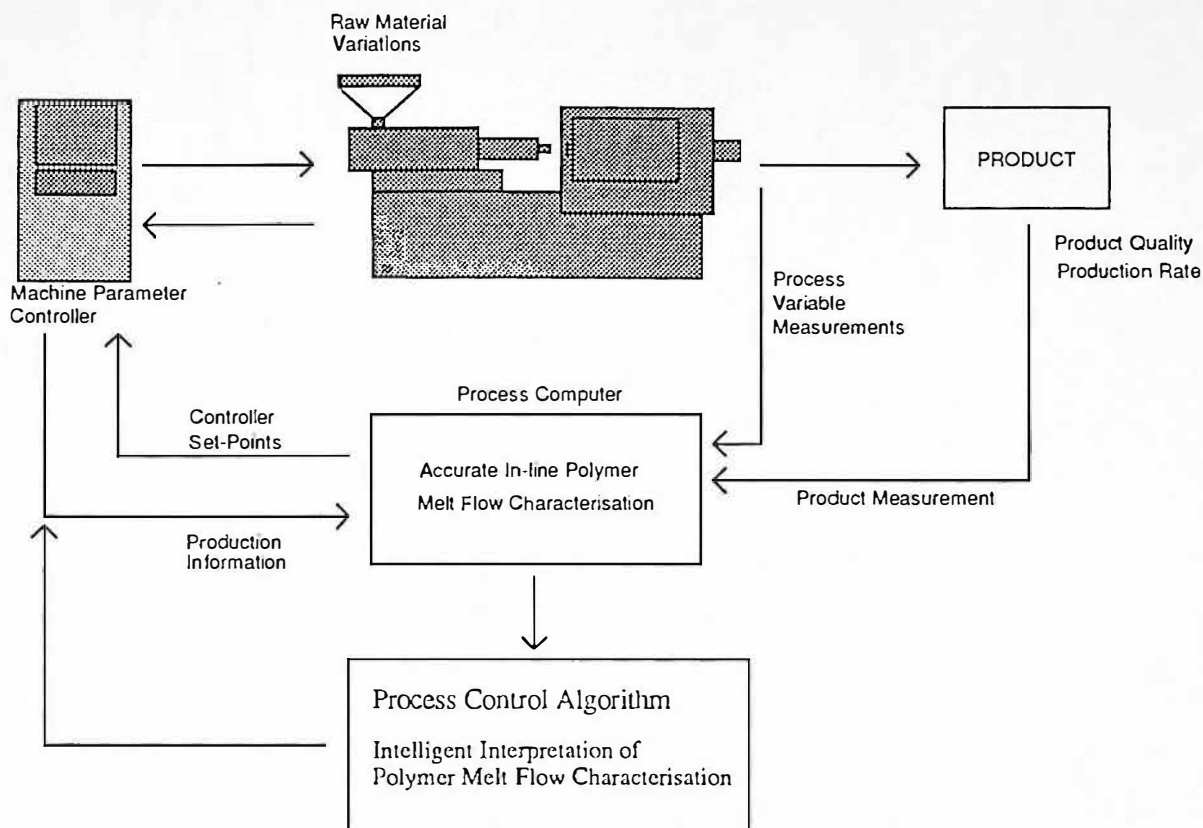 Raw Material
Variations
PRODUCT
Product Quality
Production Rate
Machine Parameter
Controller
Process
Variable
Measurements
Process Computer
Controller
Set-Points
Accurate In-line Polymer
Melt Flow Characterisation
Product Measurement
Production
Information
Process Control Algorithm
Intelligent Interpretation of
Polymer Melt Flow Characterisation